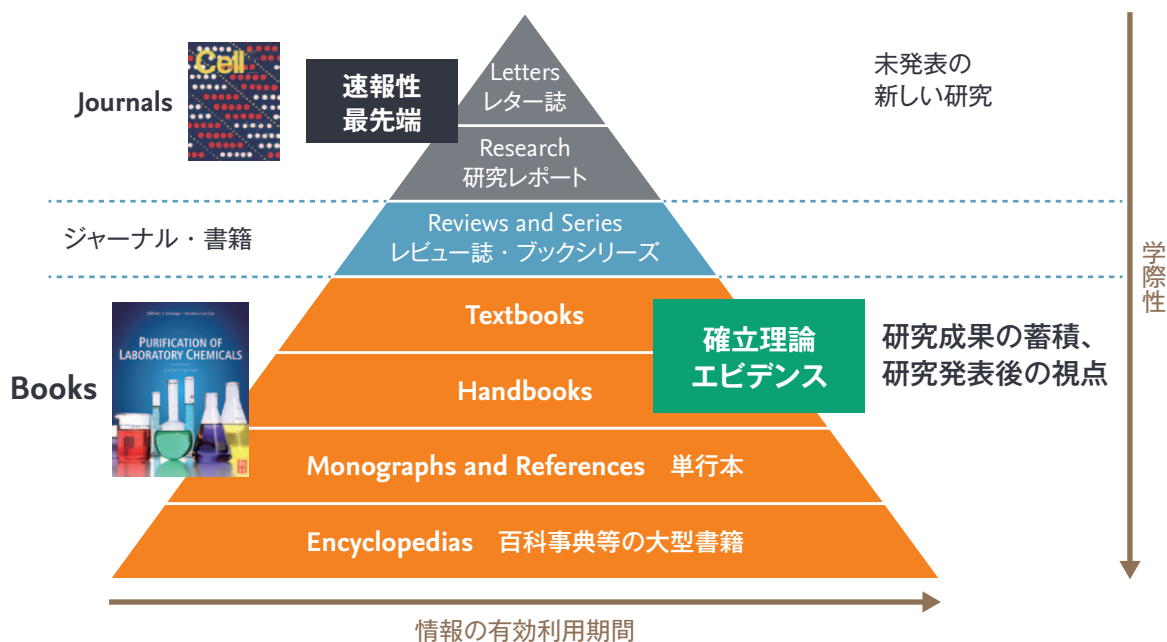 Journals
Cell
速報性
最先端
Letters
レター誌
未発表の
新しい研究
Research
研究レポート
ジャーナル・書籍
Reviews and Series
レビュー誌・ブックシリーズ
学際性
Books
PURIFICATION OF
LABORATORY CHEMICALS
Textbooks
確立理論
エビデンス
研究成果の蓄積、
研究発表後の視点
Handbooks
Monographs and References 単行本
Encyclopedias 百科事典等の大型書籍
情報の有効利用期間